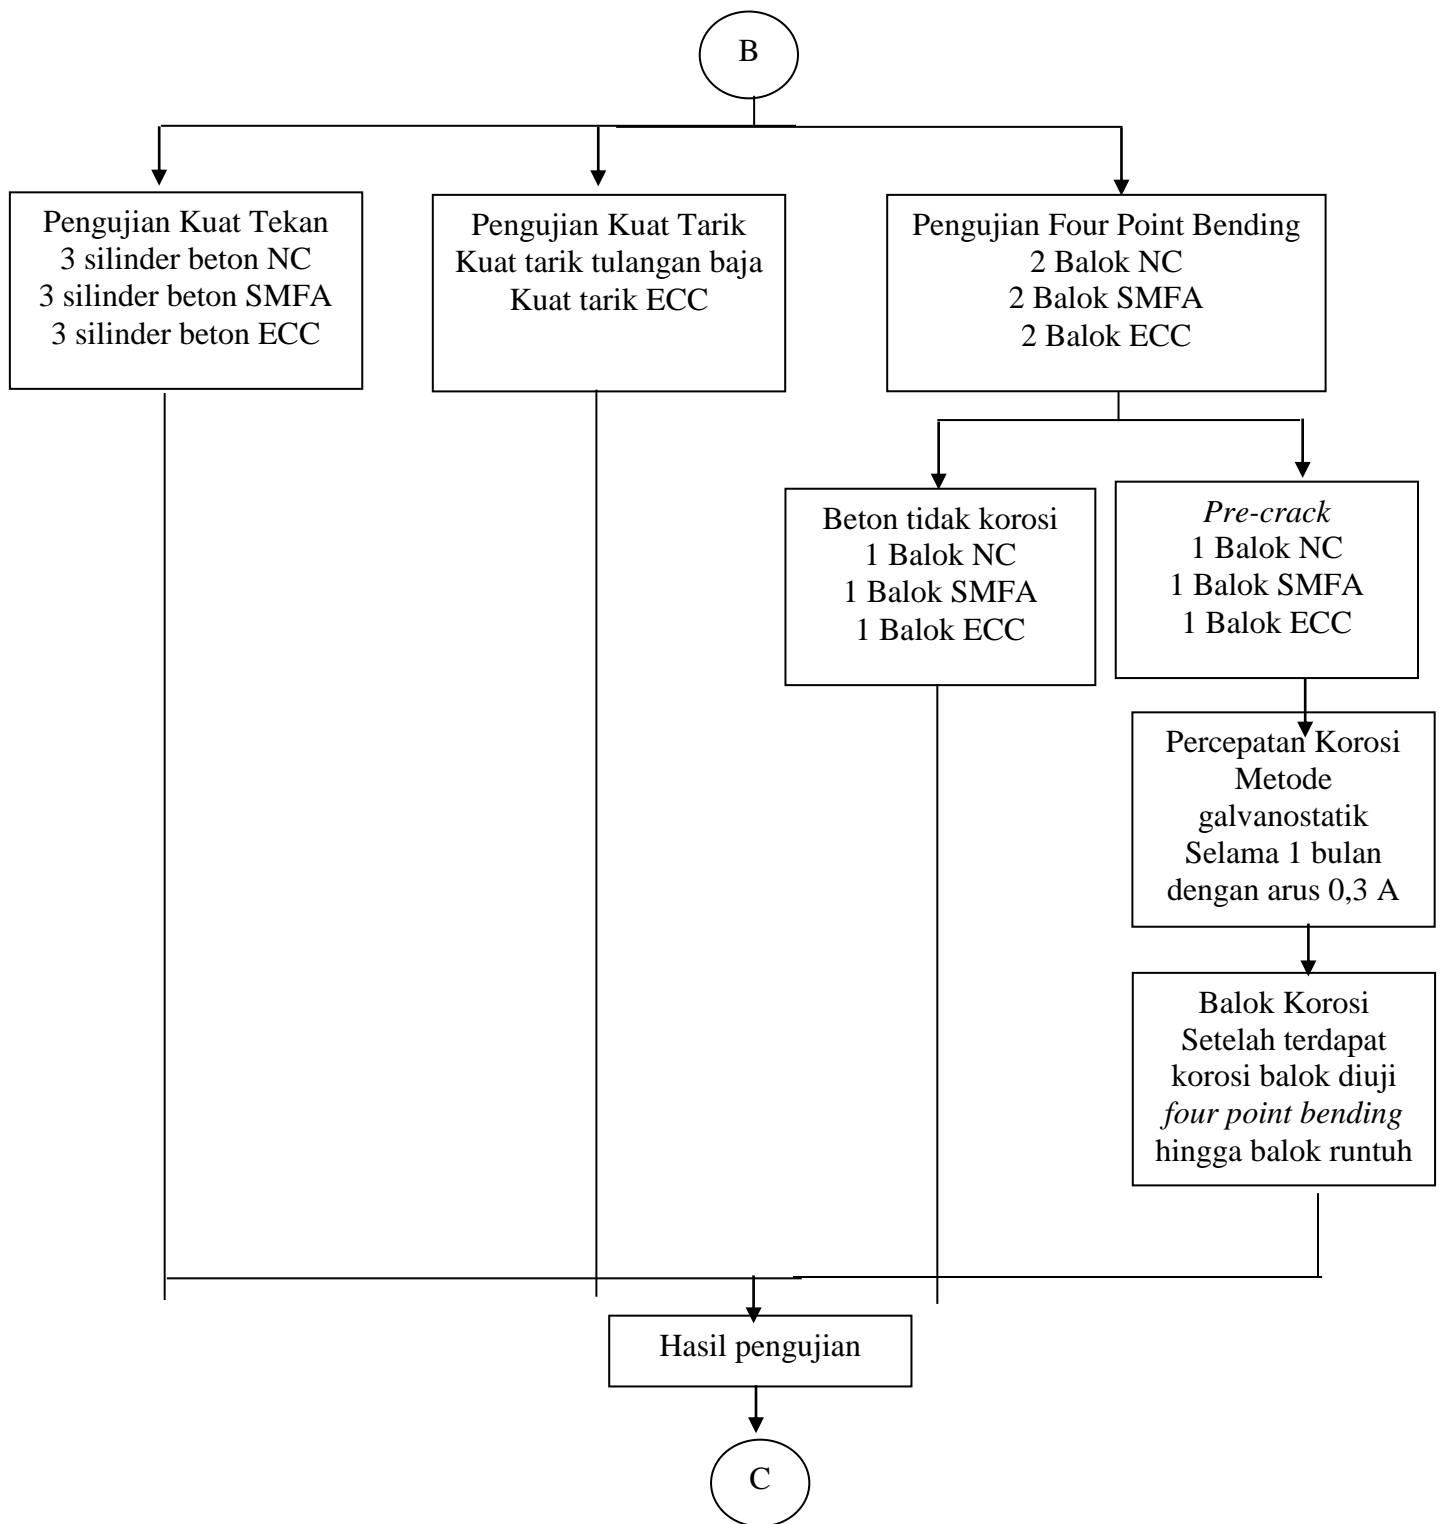 B
Pengujian Kuat Tekan
3 silinder beton NC
3 silinder beton SMFA
3 silinder beton ECC
Pengujian Kuat Tarik
Kuat tarik tulangan baja
Kuat tarik ECC
Pengujian Four Point Bending
2 Balok NC
2 Balok SMFA
2 Balok ECC
Beton tidak korosi
1 Balok NC
1 Balok SMFA
1 Balok ECC
Pre-crack
1 Balok NC
1 Balok SMFA
1 Balok ECC
Percepatan Korosi
Metode
galvanostatik
Selama 1 bulan
dengan arus 0,3 A
Balok Korosi
Setelah terdapat
korosi balok diuji
four point bending
hingga balok runtuh
Hasil pengujian
C